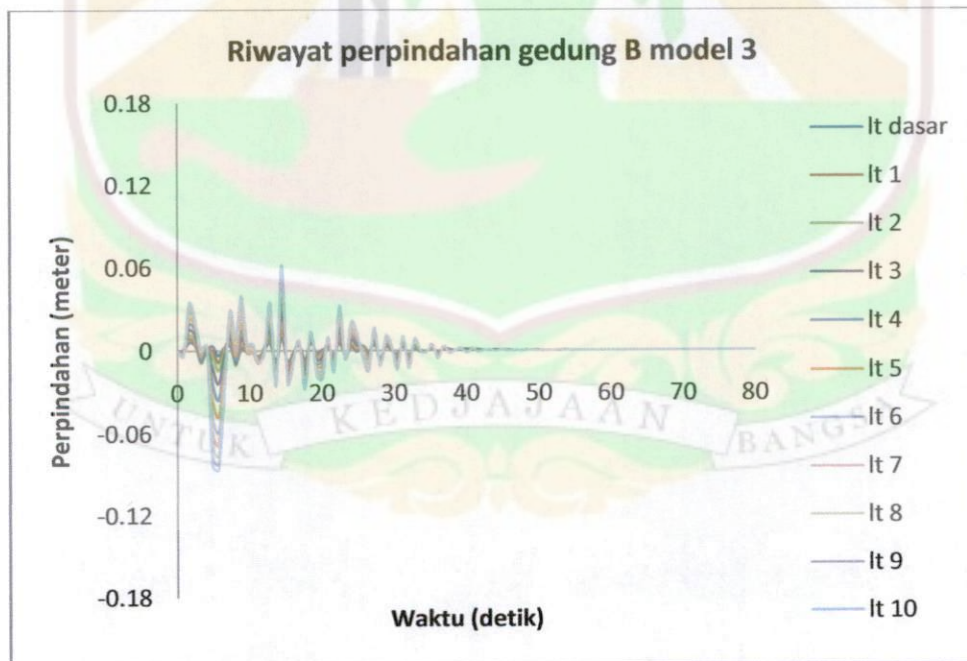 Riwayat perpindahan gedung B model 3
0.18
0.12
0.06
0
-0.06
-0.12
-0.18
Perpindahan (meter)
0 10 20 30 40 50 60 70 80
Waktu (detik)
lt dasar
lt 1
lt 2
lt 3
lt 4
lt 5
lt 6
lt 7
lt 8
lt 9
lt 10
UNTUK KEDJAJAAN BANGSA